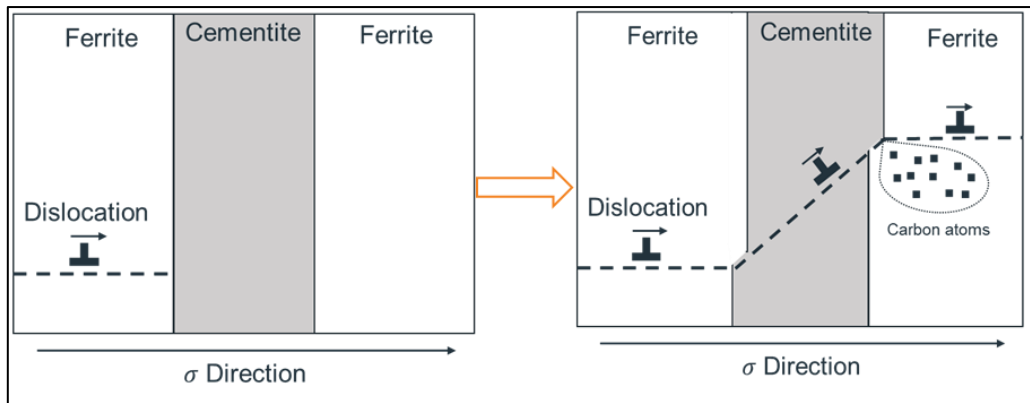 Ferrite
Cementite
Ferrite
Dislocation
σ Direction
Ferrite
Cementite
Ferrite
Dislocation
Carbon atoms
σ Direction